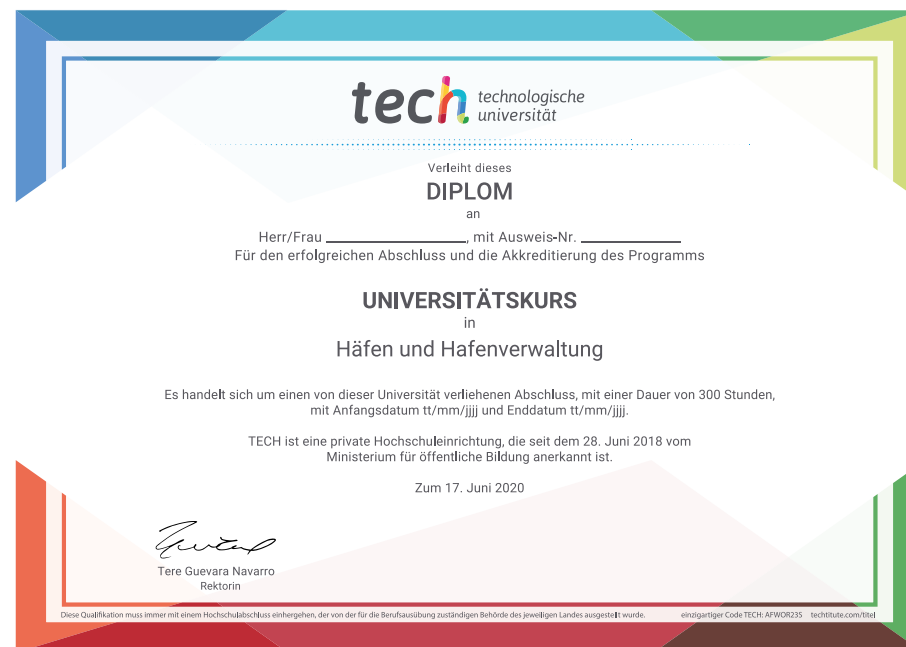 tech technologische
universität
Verleiht dieses
DIPLOM
an
Herr/Frau ____________________, mit Ausweis-Nr. ______________
Für den erfolgreichen Abschluss und die Akkreditierung des Programms
UNIVERSITÄTSKURS
in
Häfen und Hafenverwaltung
Es handelt sich um einen von dieser Universität verliehenen Abschluss, mit einer Dauer von 300 Stunden,
mit Anfangsdatum tt/mm/jjjj und Enddatum tt/mm/jjjj.
TECH ist eine private Hochschuleinrichtung, die seit dem 28. Juni 2018 vom
Ministerium für öffentliche Bildung anerkannt ist.
Zum 17. Juni 2020
Tere Guevara Navarro
Rektorin
Diese Qualifikation muss immer mit einem Hochschulabschluss einhergehen, der von der für die Berufsausübung zuständigen Behörde des jeweiligen Landes ausgestellt wurde. einzigartiger Code TECH: AFWOR23S techtitute.com/titel